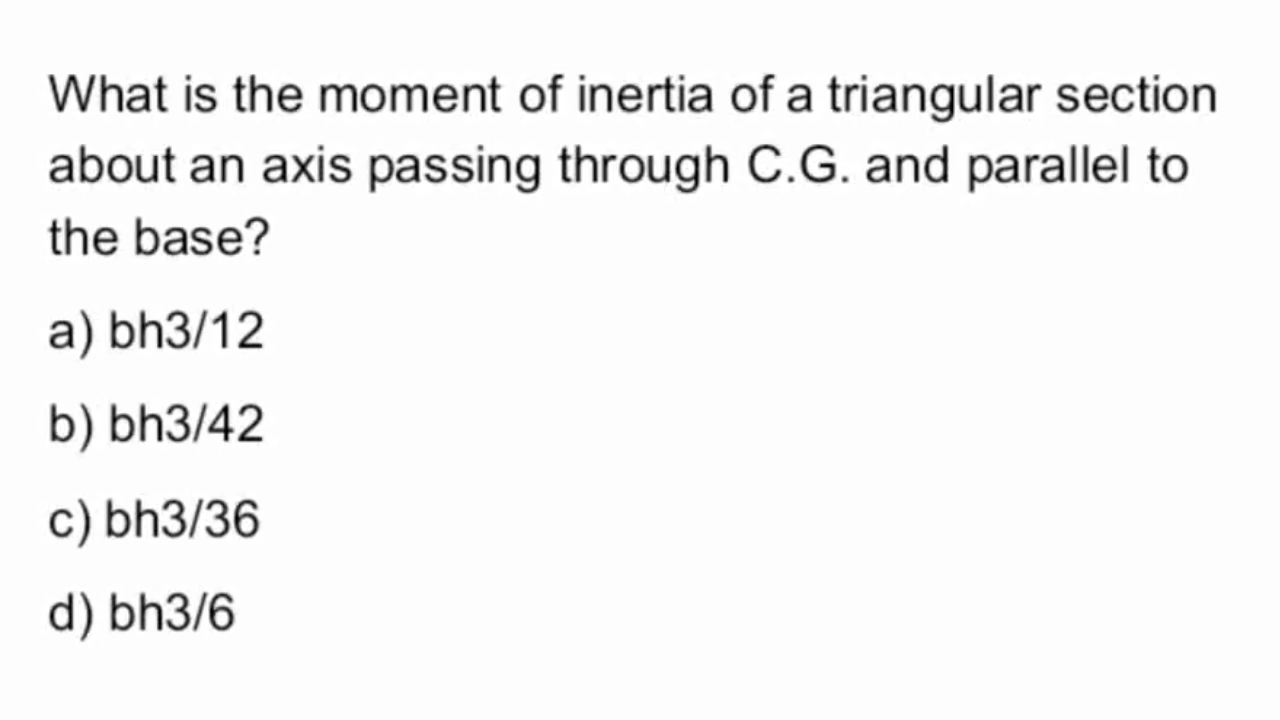 What is the moment of inertia of a triangular section
about an axis passing through C.G. and parallel to
the base?
a) bh3/12
b) bh3/42
c) bh3/36
d) bh3/6